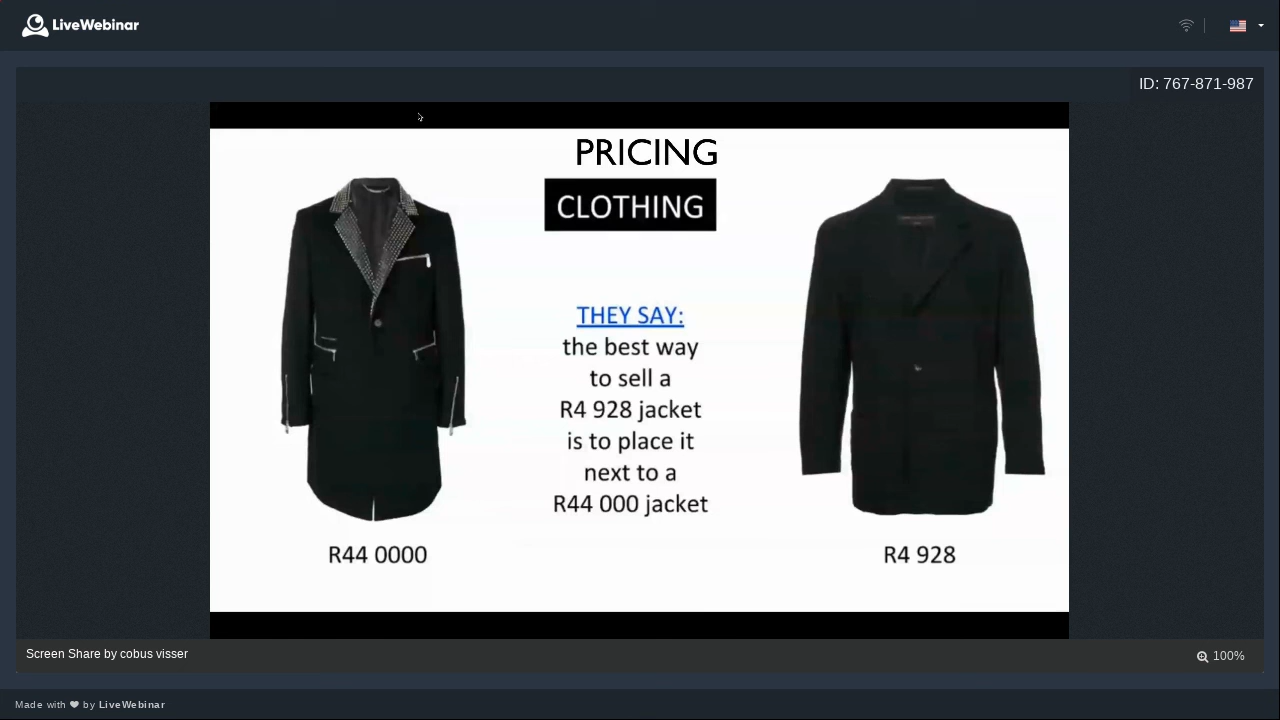 LiveWebinar
ID: 767-871-987
PRICING
CLOTHING
THEY SAY:
the best way
to sell a
R4 928 jacket
is to place it
next to a
R44 000 jacket
R44 0000
R4 928
Screen Share by cobus visser
100%
Made with by LiveWebinar